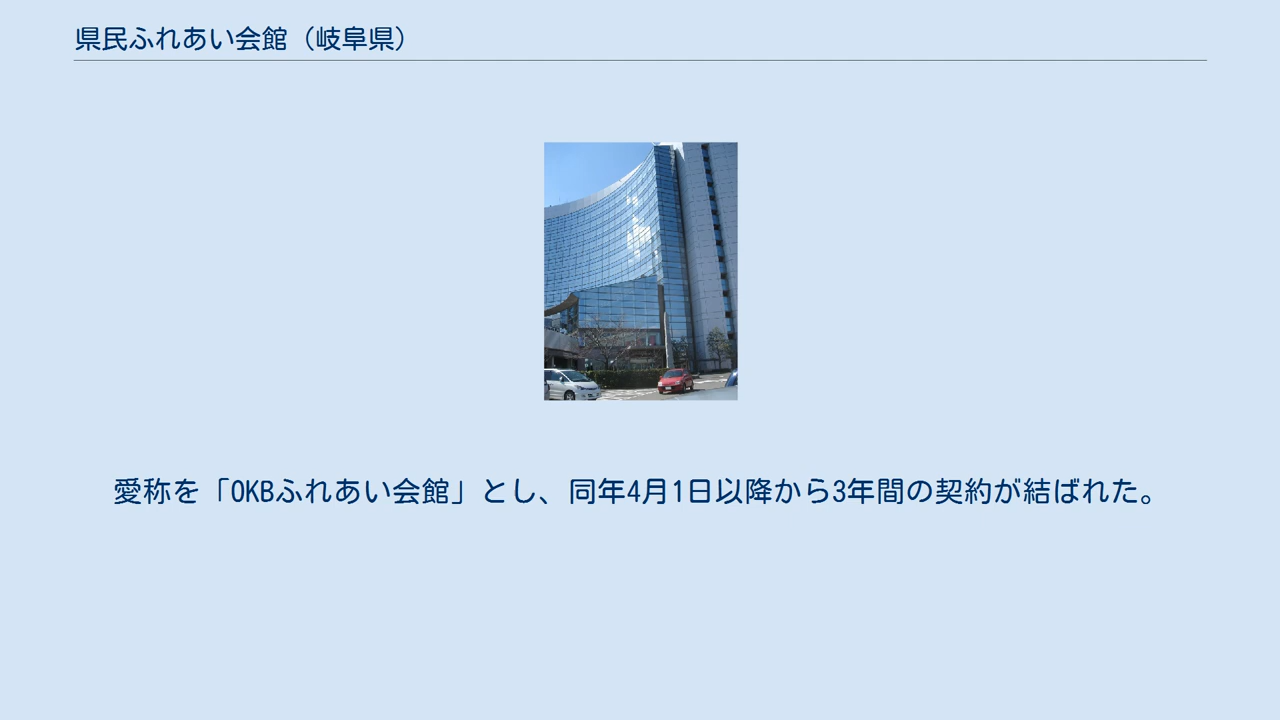 県民ふれあい会館（岐阜県）
愛称を「OKBふれあい会館」とし、同年4月1日以降から3年間の契約が結ばれた。